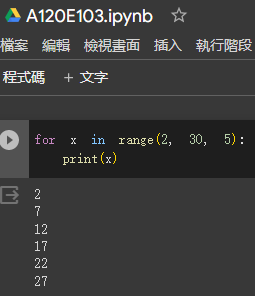 A120E103.ipynb
檔案 編輯 檢視畫面 插入 執行階段
程式碼 + 文字
for x in range(2, 30, 5):
    print(x)
2
7
12
17
22
27